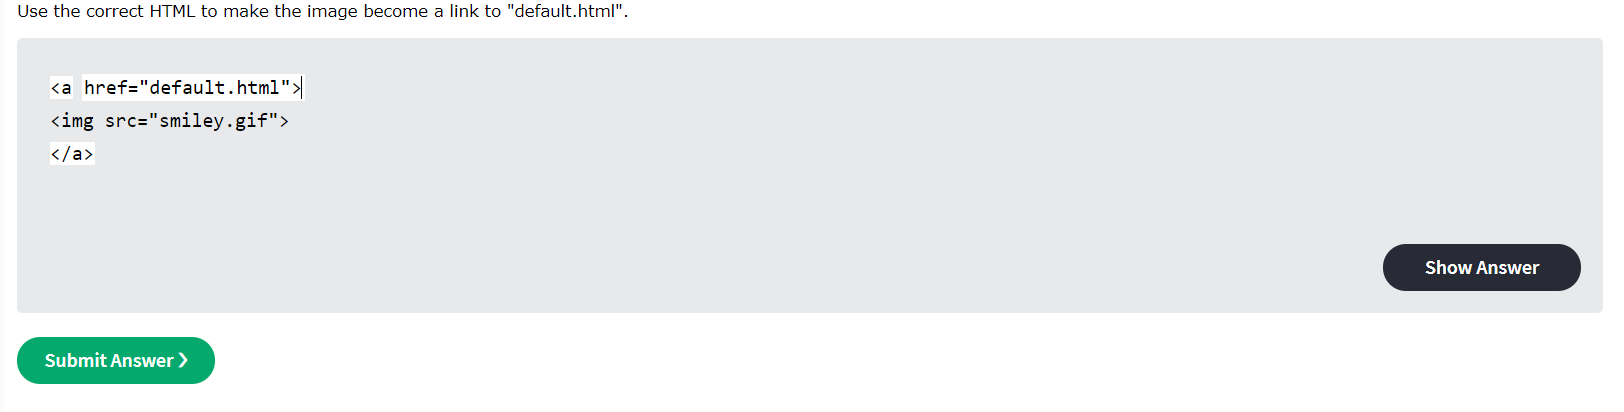 Use the correct HTML to make the image become a link to "default.html".
<a href="default.html">
<img src="smiley.gif">
</a>
Show Answer
Submit Answer ❯